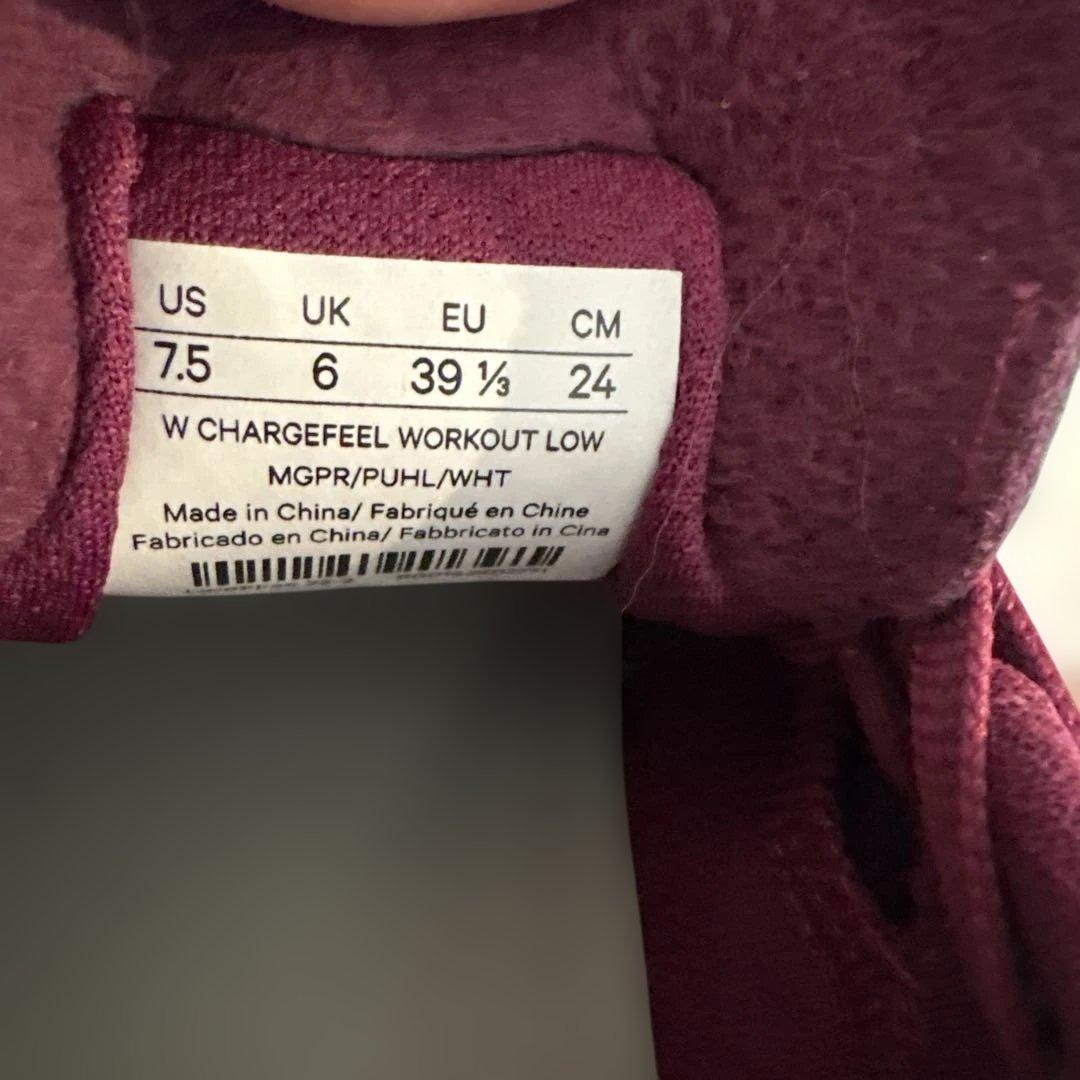 US UK EU CM
7.5 6 39 ⅓ 24
W CHARGEFEEL WORKOUT LOW
MGPR/PUHL/WHT
Made in China/ Fabriqué en Chine
Fabricado en China/ Fabbricato in Cina